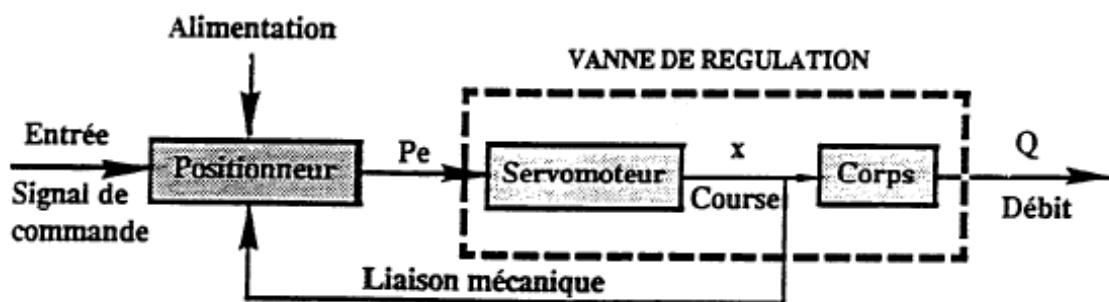 Alimentation
VANNE DE REGULATION
Entrée
Signal de
commande
Positionneur
Pe
Servomoteur
x
Course
Corps
Q
Débit
Liaison mécanique